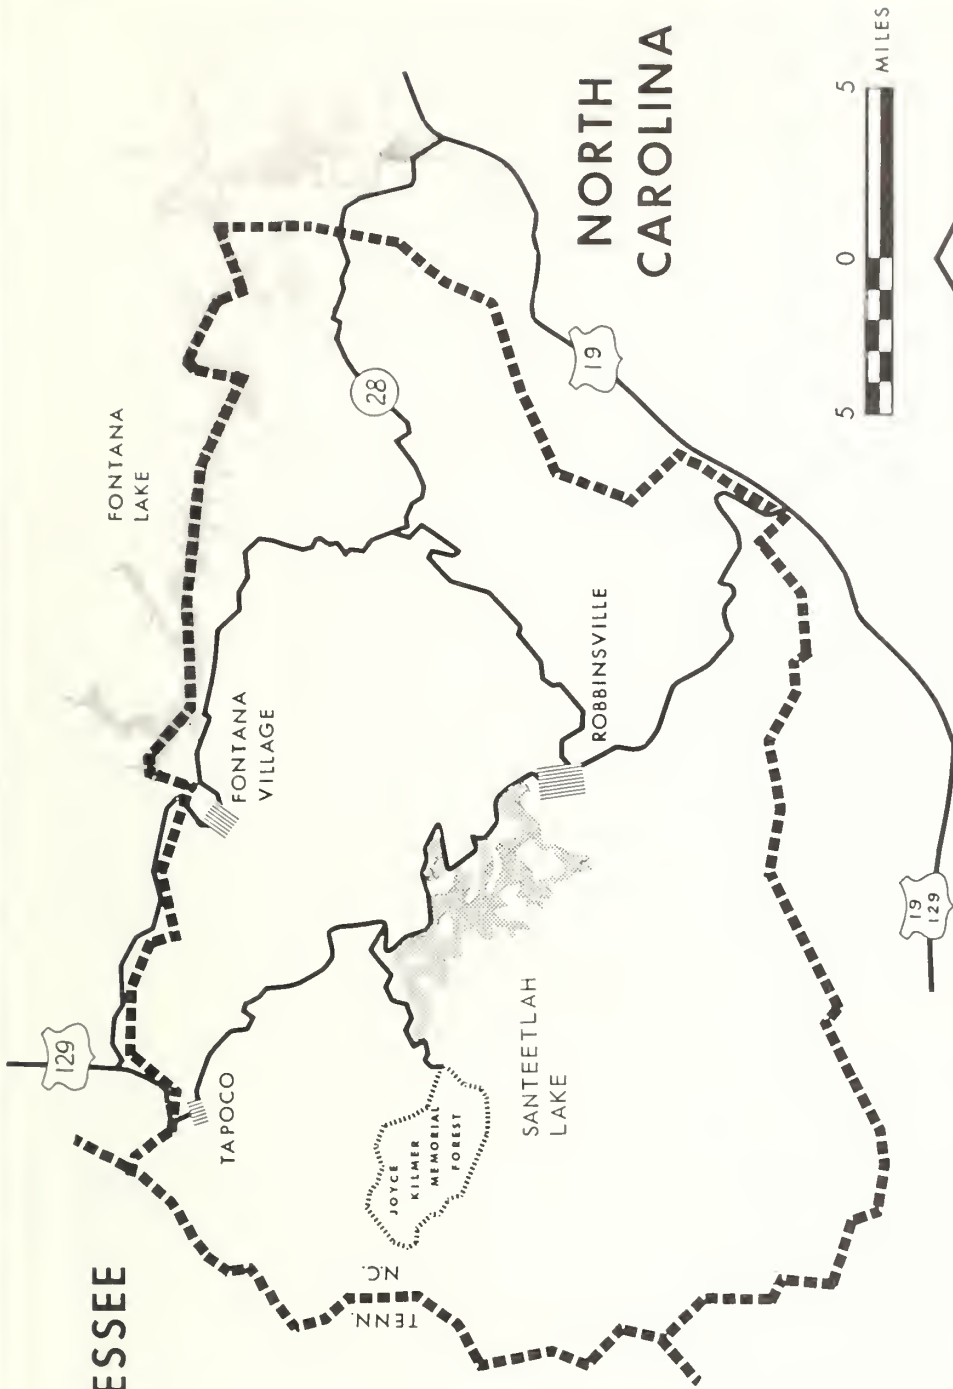 ESSEE
129
TAPOCO
FONTANA
LAKE
FONTANA
VILLAGE
28
NORTH
CAROLINA
19
JOYCE
KILMER
MEMORIAL
FOREST
N.C.
TENN.
SANTEETLAH
LAKE
ROBBINSVILLE
19
129
5 0 5
MILES